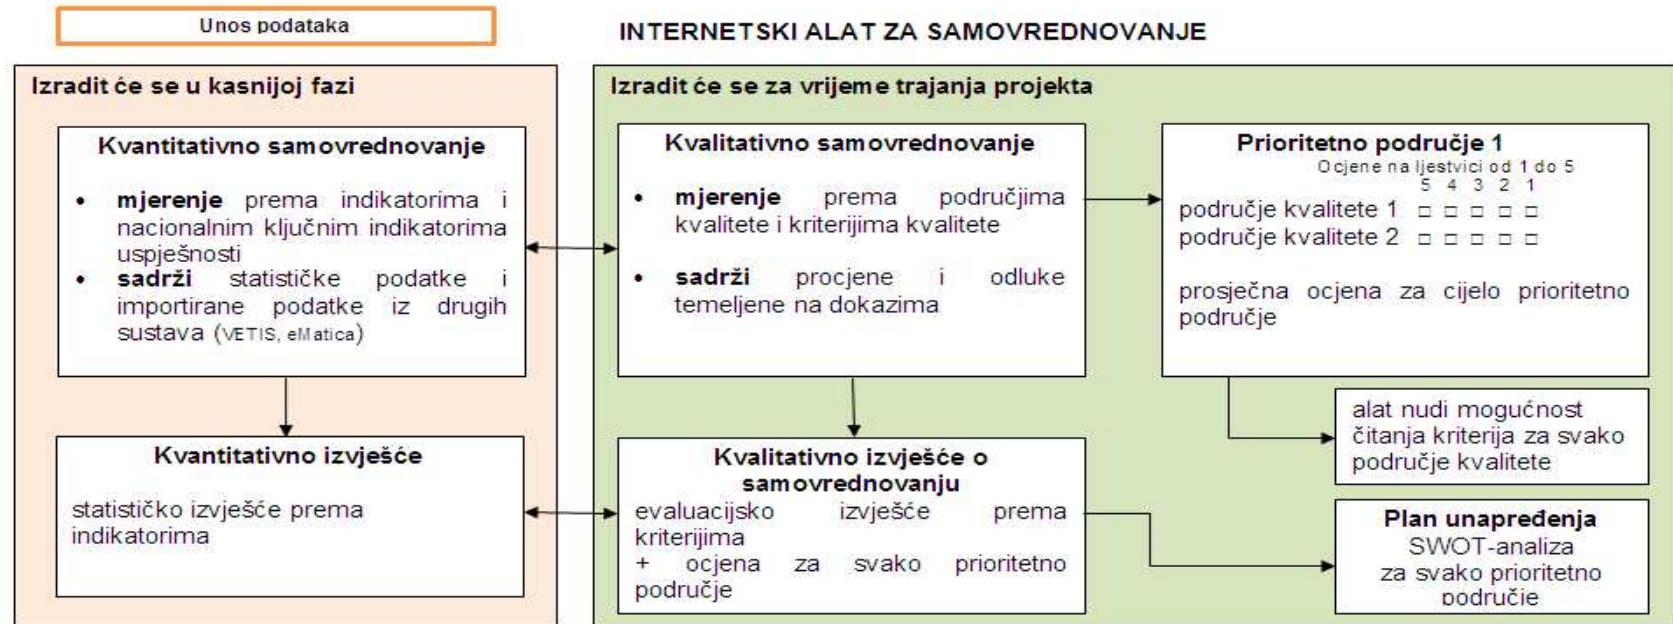 Unos podataka
INTERNETSKI ALAT ZA SAMOVREDNOVANJE
Izradit će se u kasnijoj fazi
Kvantitativno samovrednovanje
• mjerenje prema indikatorima i
nacionalnim ključnim indikatorima
uspješnosti
• sadrži statističke podatke i
importirane podatke iz drugih
sustava (VETIS, eMatica)
Kvantitativno izvješće
statističko izvješće prema
indikatorima
Izradit će se za vrijeme trajanja projekta
Kvalitativno samovrednovanje
• mjerenje prema područjima
kvalitete i kriterijima kvalitete
• sadrži procjene i odluke
temeljene na dokazima
Kvalitativno izvješće o
samovrednovanju
evaluacijsko izvješće prema
kriterijima
+ ocjena za svako prioritetno
područje
Prioritetno područje 1
Ocjene na ljestvici od 1 do 5
5 4 3 2 1
područje kvalitete 1 □ □ □ □ □
područje kvalitete 2 □ □ □ □ □
prosječna ocjena za cijelo prioritetno
područje
alat nudi mogućnost
čitanja kriterija za svako
područje kvalitete
Plan unapređenja
SWOT-analiza
za svako prioritetno
područje